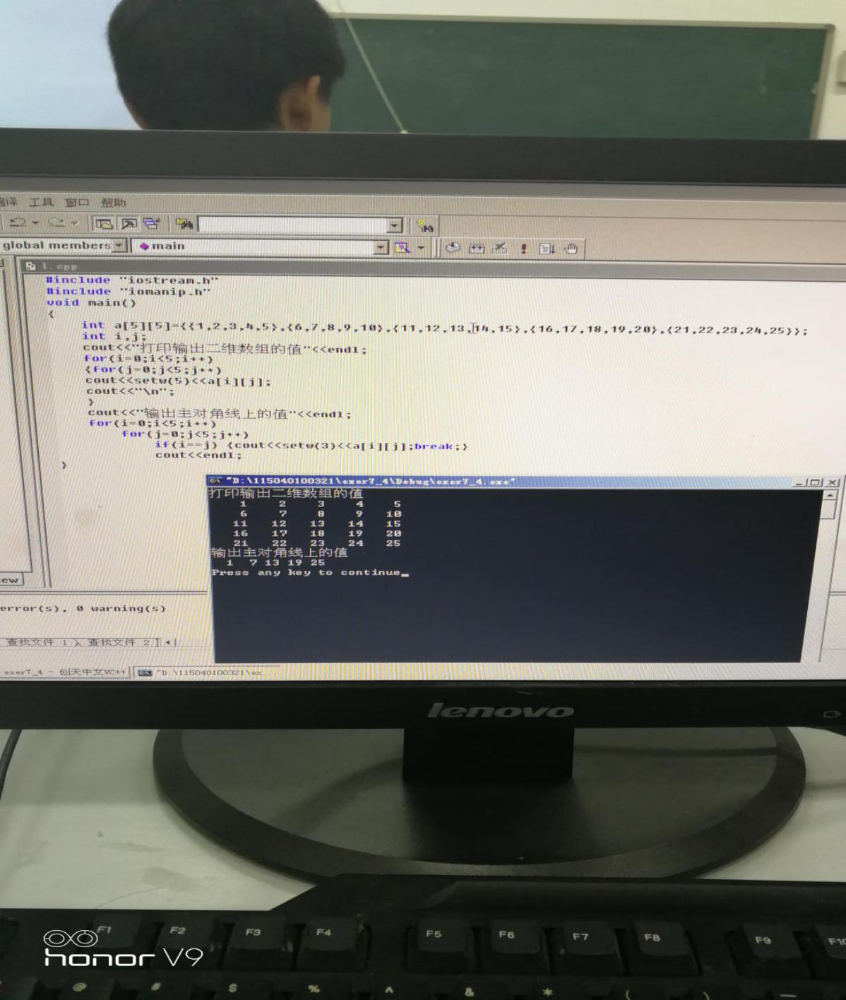 工具 窗口 帮助
global members main
1.cpp
#include "iostream.h"
#include "iomanip.h"
void main()
{
int a[5][5]={{1,2,3,4,5},{6,7,8,9,10},{11,12,13,14,15},{16,17,18,19,20},{21,22,23,24,25}};
int i,j;
cout<<"打印输出二维数组的值"<<endl;
for(i=0;i<5;i++)
{for(j=0;j<5;j++)
cout<<setw(5)<<a[i][j];
cout<<"\n";
}
cout<<"输出主对角线上的值"<<endl;
for(i=0;i<5;i++)
for(j=0;j<5;j++)
if(i==j) {cout<<setw(3)<<a[i][j];break;}
cout<<endl;
}
"D:\115040100321\exer7_4\Debug\exer7_4.exe"
打印输出二维数组的值
1 2 3 4 5
6 7 8 9 10
11 12 13 14 15
16 17 18 19 20
21 22 23 24 25
输出主对角线上的值
1 7 13 19 25
Press any key to continue_
ew
error(s), 0 warning(s)
查找文件 1 查找文件 2
exer7_4 - 创天中文VC++ "D:\115040100321\ex...
lenovo
F1 F2 F3 F4 F5 F6 F7 F8 F9 F10
honor V9
@ # $ % ^ & * ( ) —